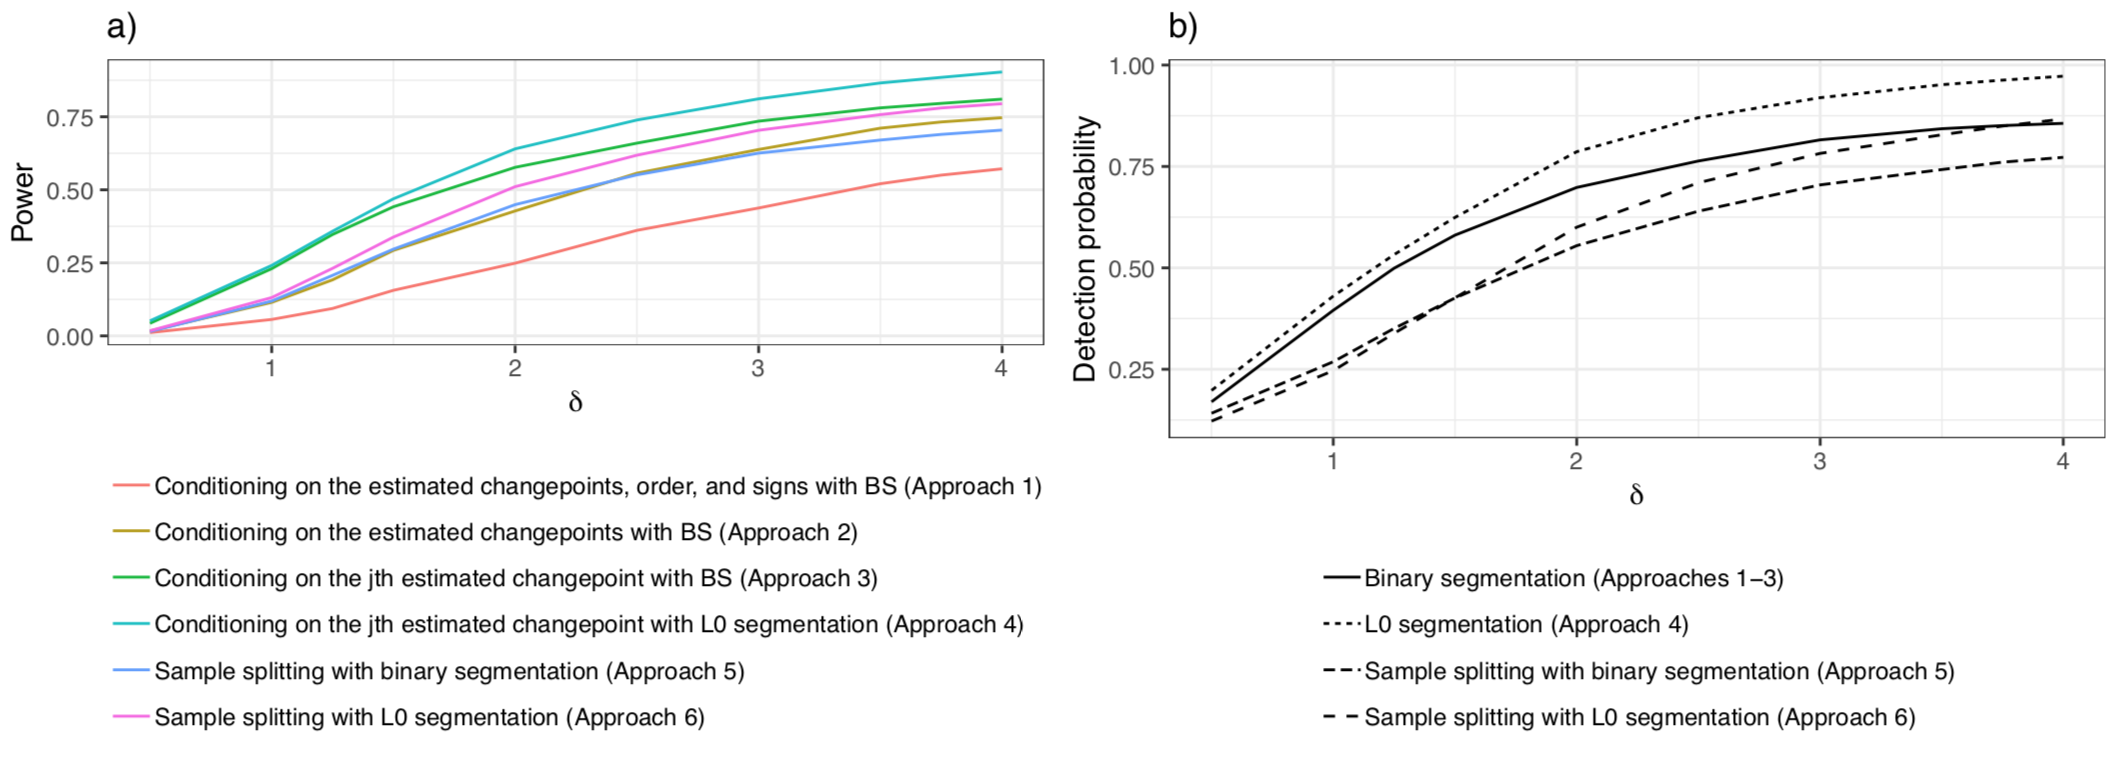 a)
Power
0.75
0.50
0.25
0.00
1
2
3
4
δ
Conditioning on the estimated changepoints, order, and signs with BS (Approach 1)
Conditioning on the estimated changepoints with BS (Approach 2)
Conditioning on the jth estimated changepoint with BS (Approach 3)
Conditioning on the jth estimated changepoint with L0 segmentation (Approach 4)
Sample splitting with binary segmentation (Approach 5)
Sample splitting with L0 segmentation (Approach 6)
b)
Detection probability
1.00
0.75
0.50
0.25
1
2
3
4
δ
Binary segmentation (Approaches 1−3)
L0 segmentation (Approach 4)
Sample splitting with binary segmentation (Approach 5)
Sample splitting with L0 segmentation (Approach 6)